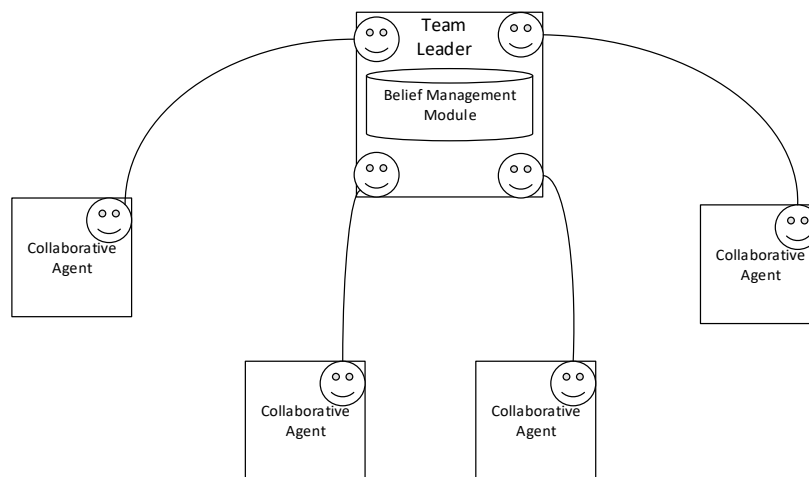 Team
Leader
Belief Management
Module
Collaborative
Agent
Collaborative
Agent
Collaborative
Agent
Collaborative
Agent